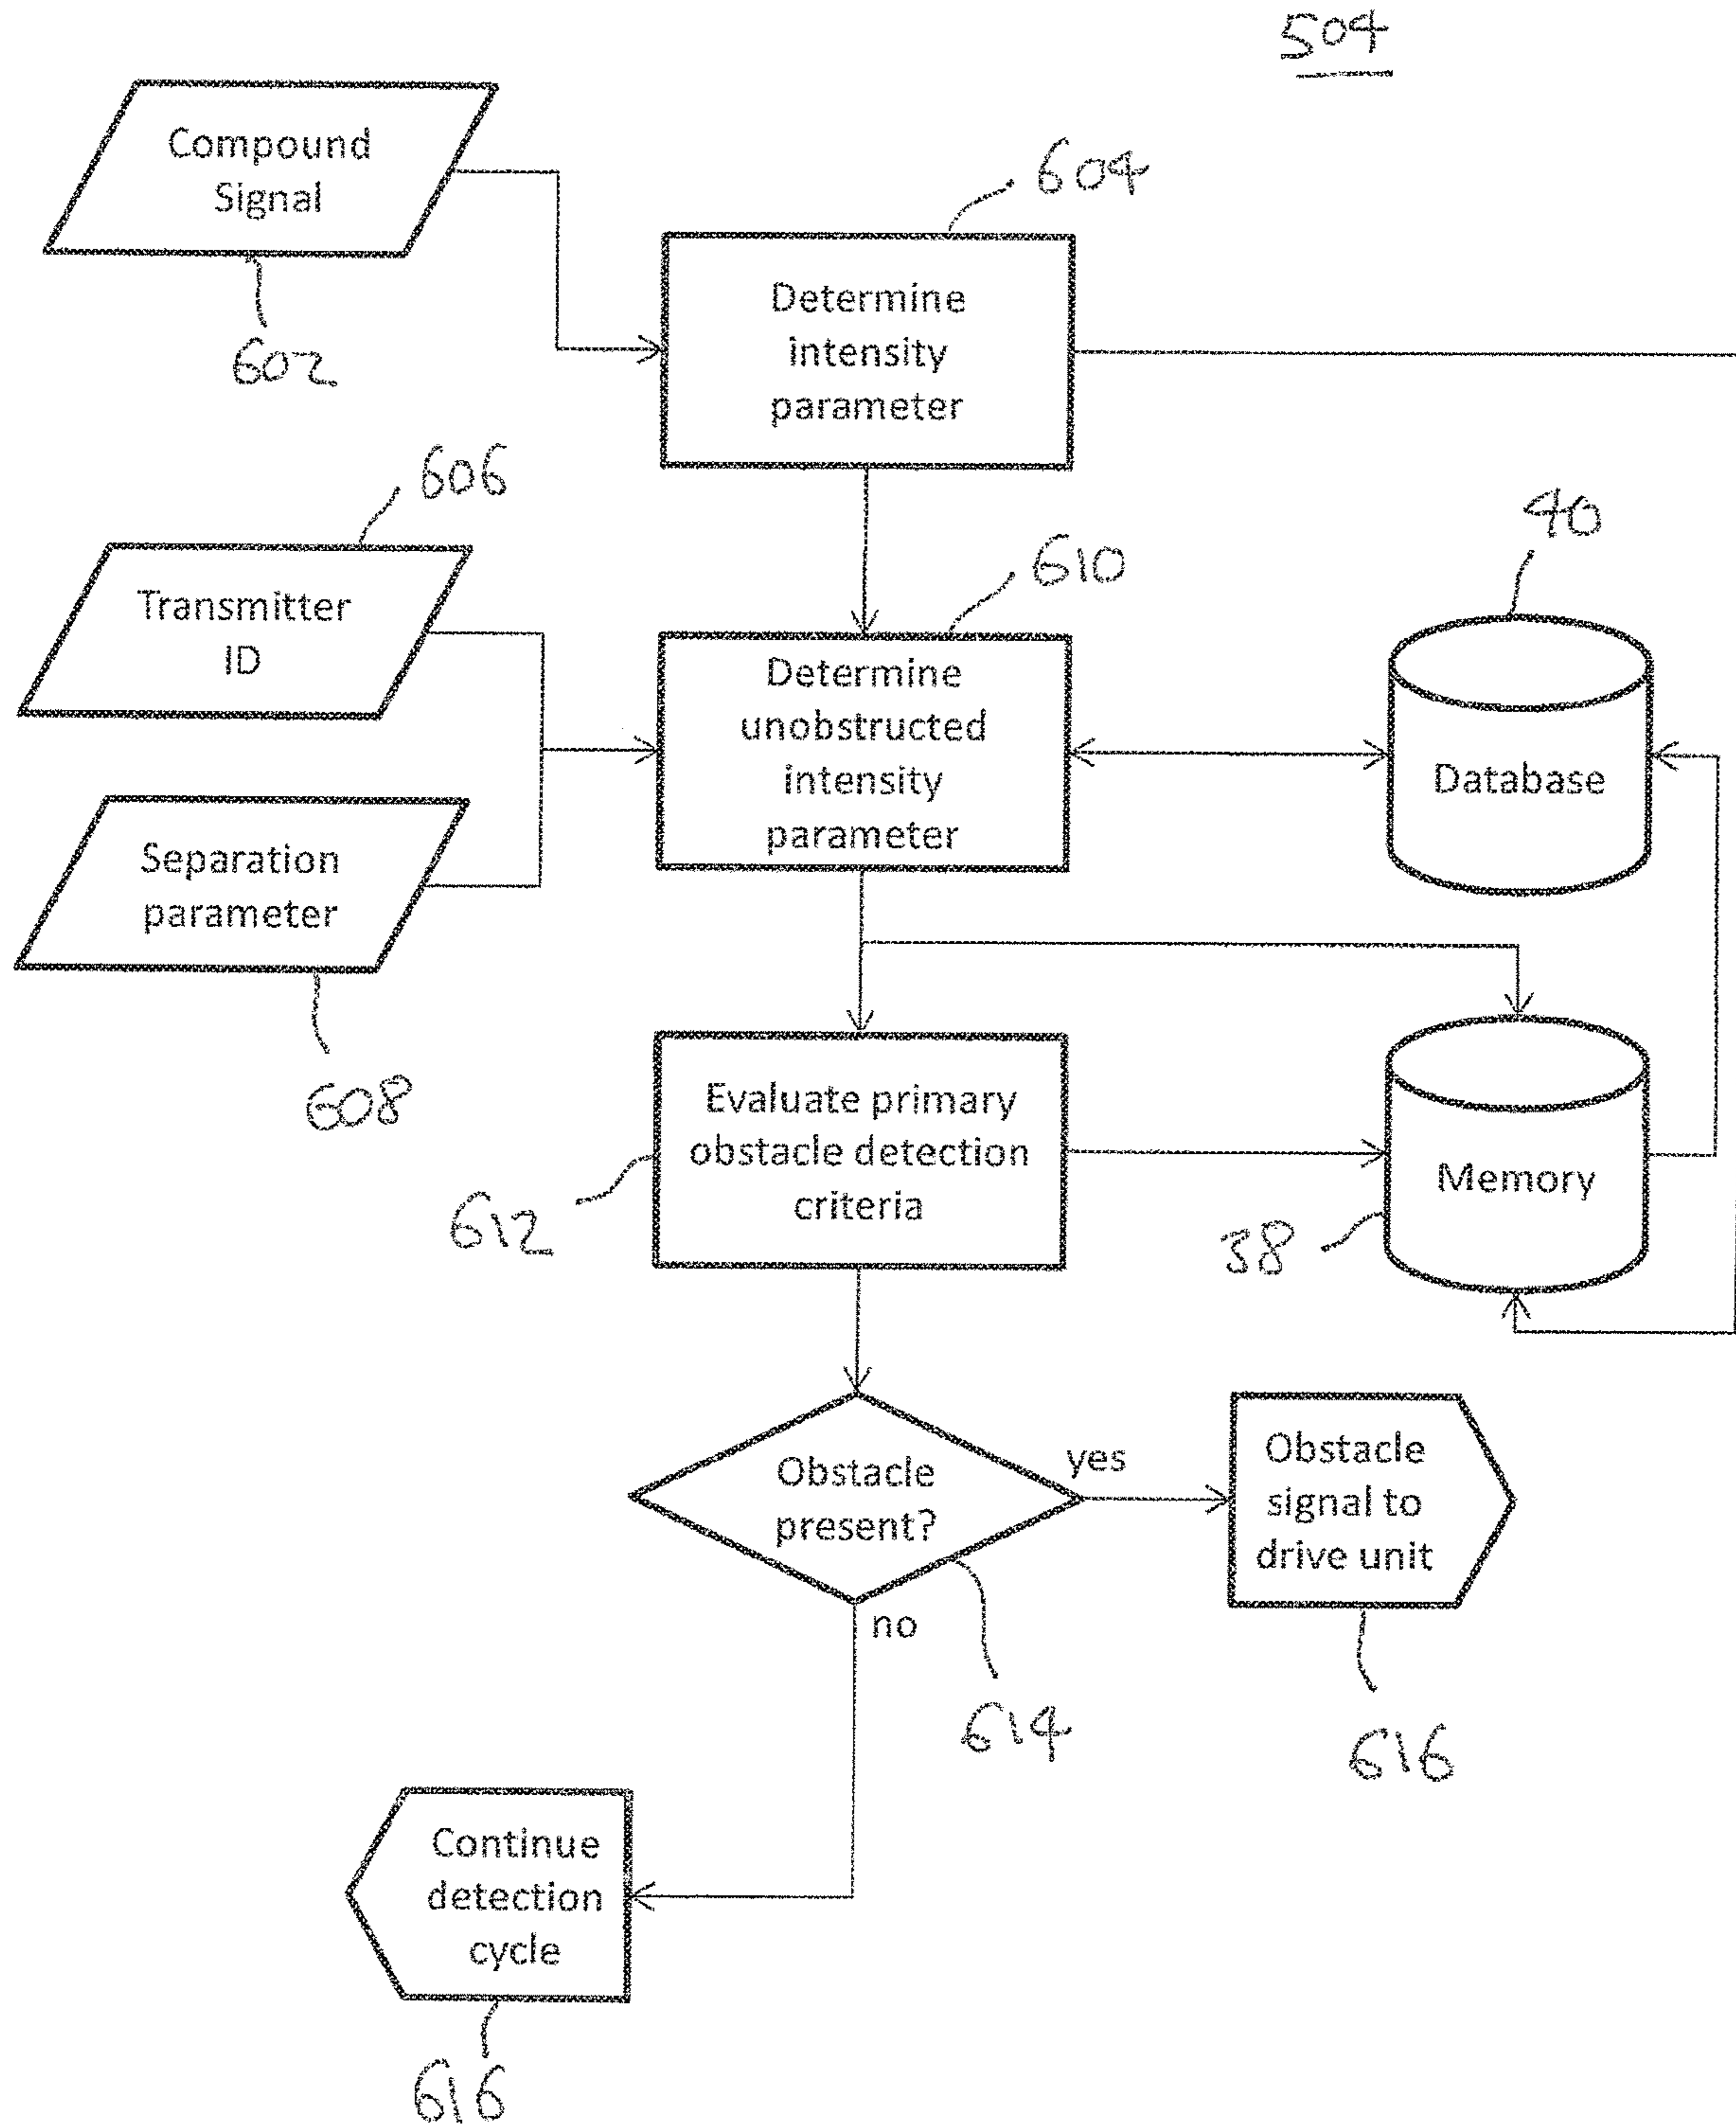 504
Compound
Signal
602
604
Determine
intensity
parameter
606
Transmitter
ID
610
Determine
unobstructed
intensity
parameter
40
Database
Separation
parameter
608
Evaluate primary
obstacle detection
criteria
612
Memory
38
Obstacle
present?
yes
no
614
Obstacle
signal to
drive unit
616
Continue
detection
cycle
616